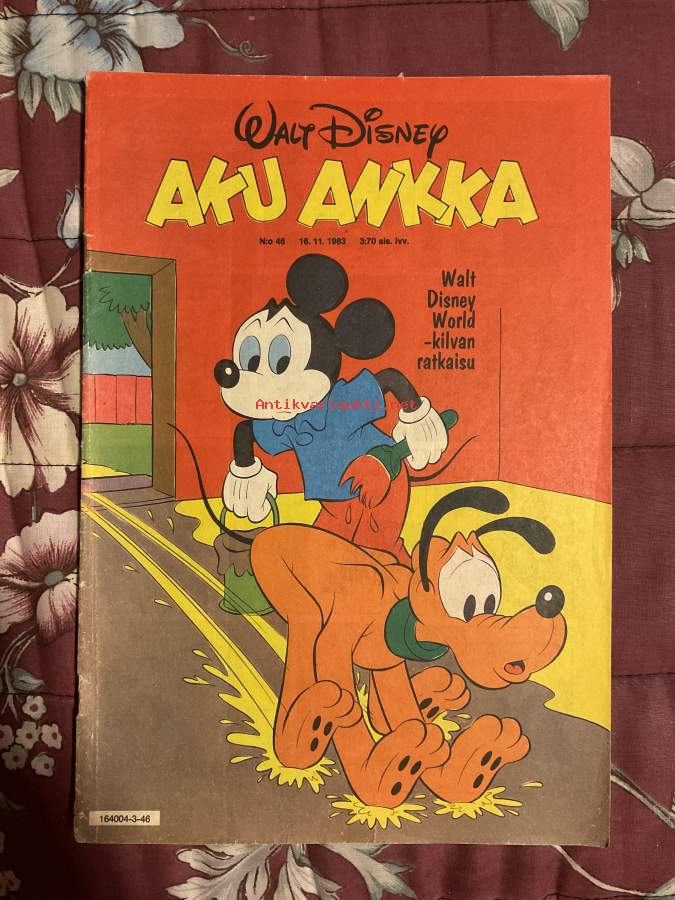 WALT DISNEY
AKU ANKKA
N:o 46 16. 11. 1983 3:70 sis. lvv.
Walt
Disney
World
-kilvan
ratkaisu
Antikvariaatti.net
164004-3-46